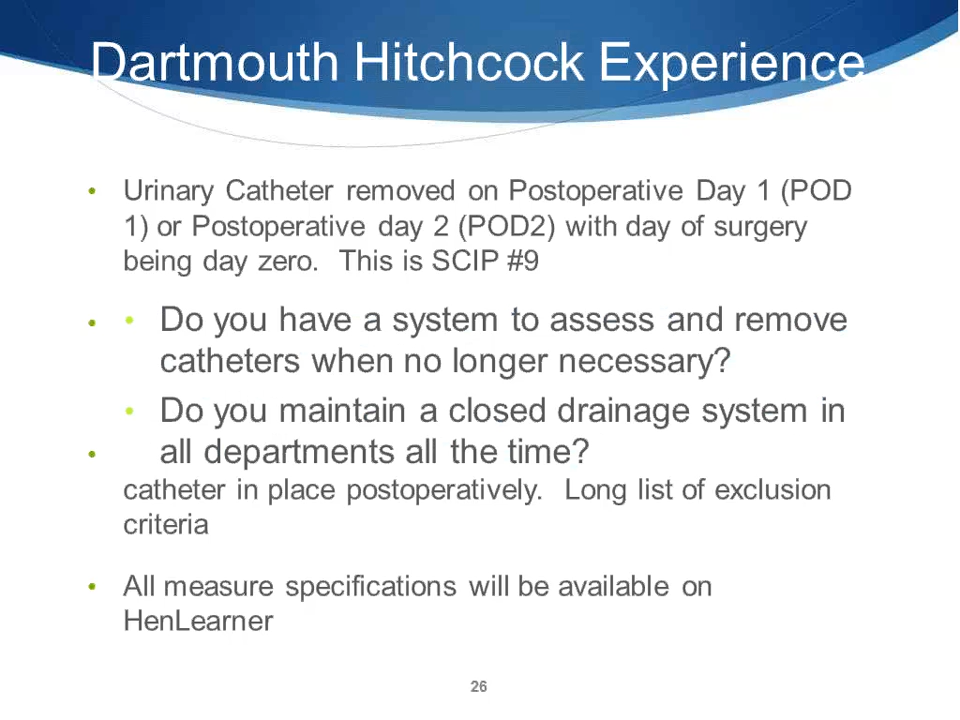 Dartmouth Hitchcock Experience
• Urinary Catheter removed on Postoperative Day 1 (POD
1) or Postoperative day 2 (POD2) with day of surgery
being day zero. This is SCIP #9
• • Do you have a system to assess and remove
catheters when no longer necessary?
• Do you maintain a closed drainage system in
• all departments all the time?
catheter in place postoperatively. Long list of exclusion
criteria
• All measure specifications will be available on
HenLearner
26